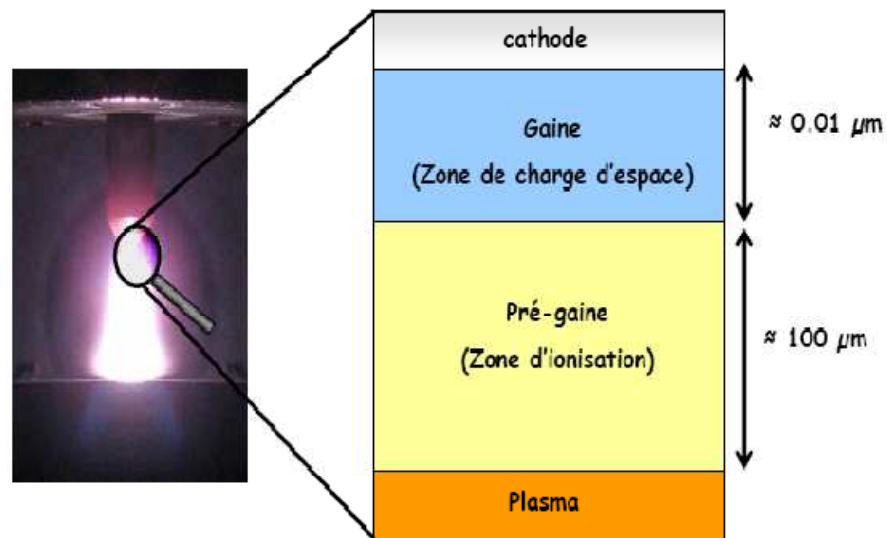 cathode
Gaine
(Zone de charge d'espace)
≈ 0.01 µm
Pré-gaine
(Zone d'ionisation)
≈ 100 µm
Plasma